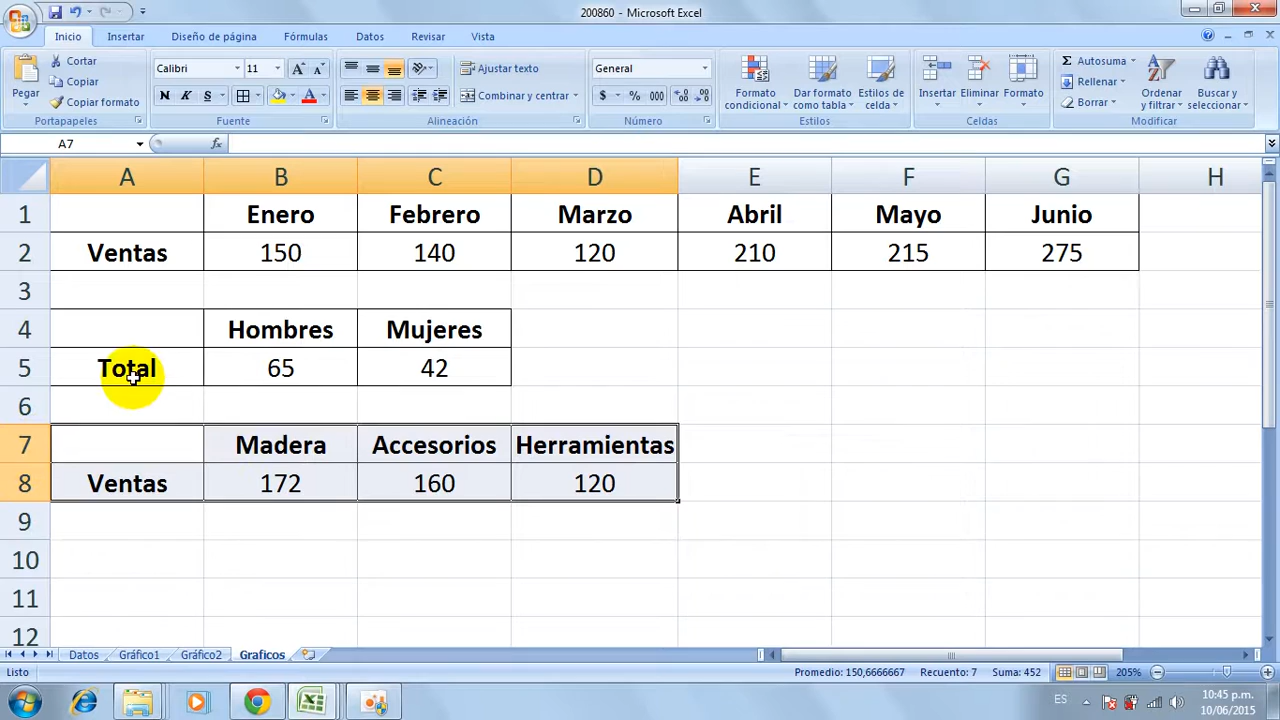 200860 - Microsoft Excel
Inicio Insertar Diseño de página Fórmulas Datos Revisar Vista
Pegar Cortar Copiar Copiar formato Portapapeles
Calibri 11 N K S Fuente
Ajustar texto Combinar y centrar Alineación
General $ % 000 Número
Formato condicional Dar formato como tabla Estilos de celda Estilos
Insertar Eliminar Formato Celdas
Autosuma Rellenar Borrar Ordenar y filtrar Buscar y seleccionar Modificar
A7 fx
A B C D E F G H
1 Enero Febrero Marzo Abril Mayo Junio
2 Ventas 150 140 120 210 215 275
3
4 Hombres Mujeres
5 Total 65 42
6
7 Madera Accesorios Herramientas
8 Ventas 172 160 120
9
10
11
12
Datos Gráfico1 Gráfico2 Graficos
Listo Promedio: 150,6666667 Recuento: 7 Suma: 452 205%
ES 10:45 p.m.
10/06/2015